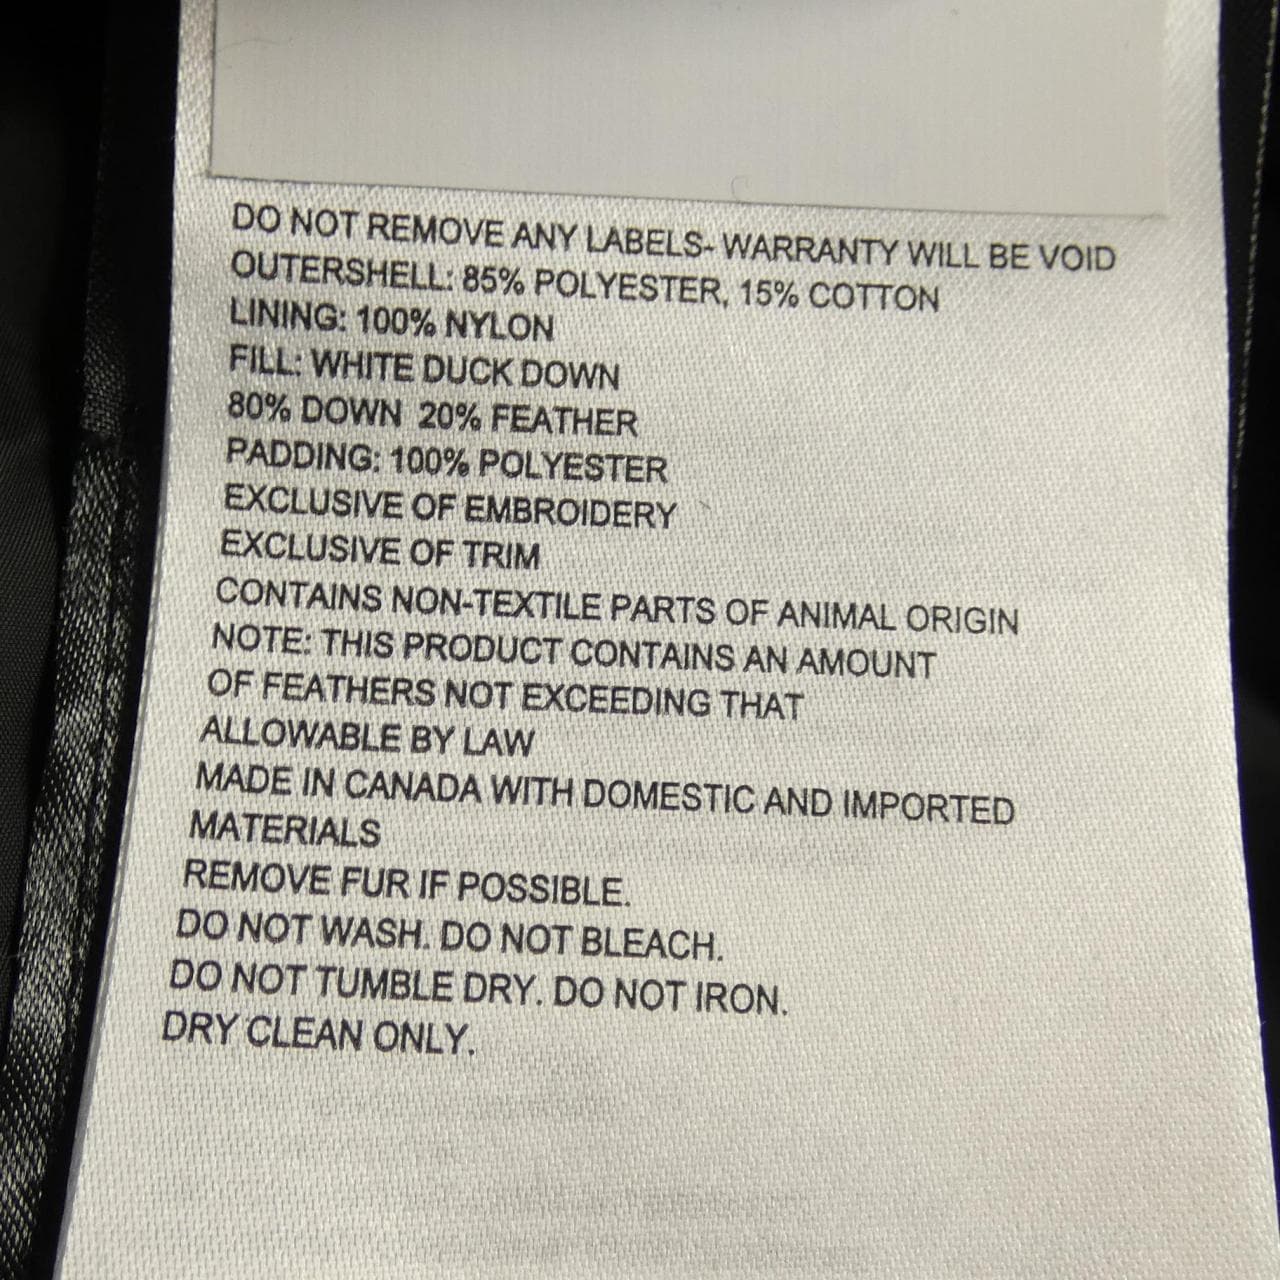 DO NOT REMOVE ANY LABELS- WARRANTY WILL BE VOID
OUTERSHELL: 85% POLYESTER, 15% COTTON
LINING: 100% NYLON
FILL: WHITE DUCK DOWN
80% DOWN 20% FEATHER
PADDING: 100% POLYESTER
EXCLUSIVE OF EMBROIDERY
EXCLUSIVE OF TRIM
CONTAINS NON-TEXTILE PARTS OF ANIMAL ORIGIN
NOTE: THIS PRODUCT CONTAINS AN AMOUNT
OF FEATHERS NOT EXCEEDING THAT
ALLOWABLE BY LAW
MADE IN CANADA WITH DOMESTIC AND IMPORTED
MATERIALS
REMOVE FUR IF POSSIBLE.
DO NOT WASH. DO NOT BLEACH.
DO NOT TUMBLE DRY. DO NOT IRON.
DRY CLEAN ONLY.